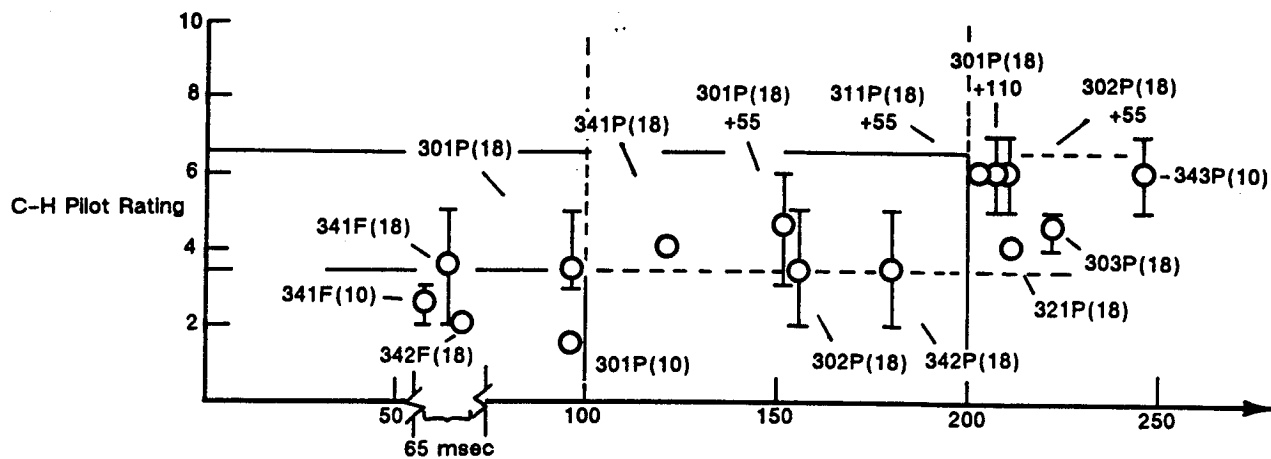 10
301P(18)
+110
8
301P(18)
+55
311P(18)
+55
302P(18)
+55
341P(18)
301P(18)
6
343P(10)
C-H Pilot Rating
341F(18)
4
303P(18)
341F(10)
321P(18)
2
342F(18)
301P(10)
302P(18)
342P(18)
50
100
150
200
250
65 msec